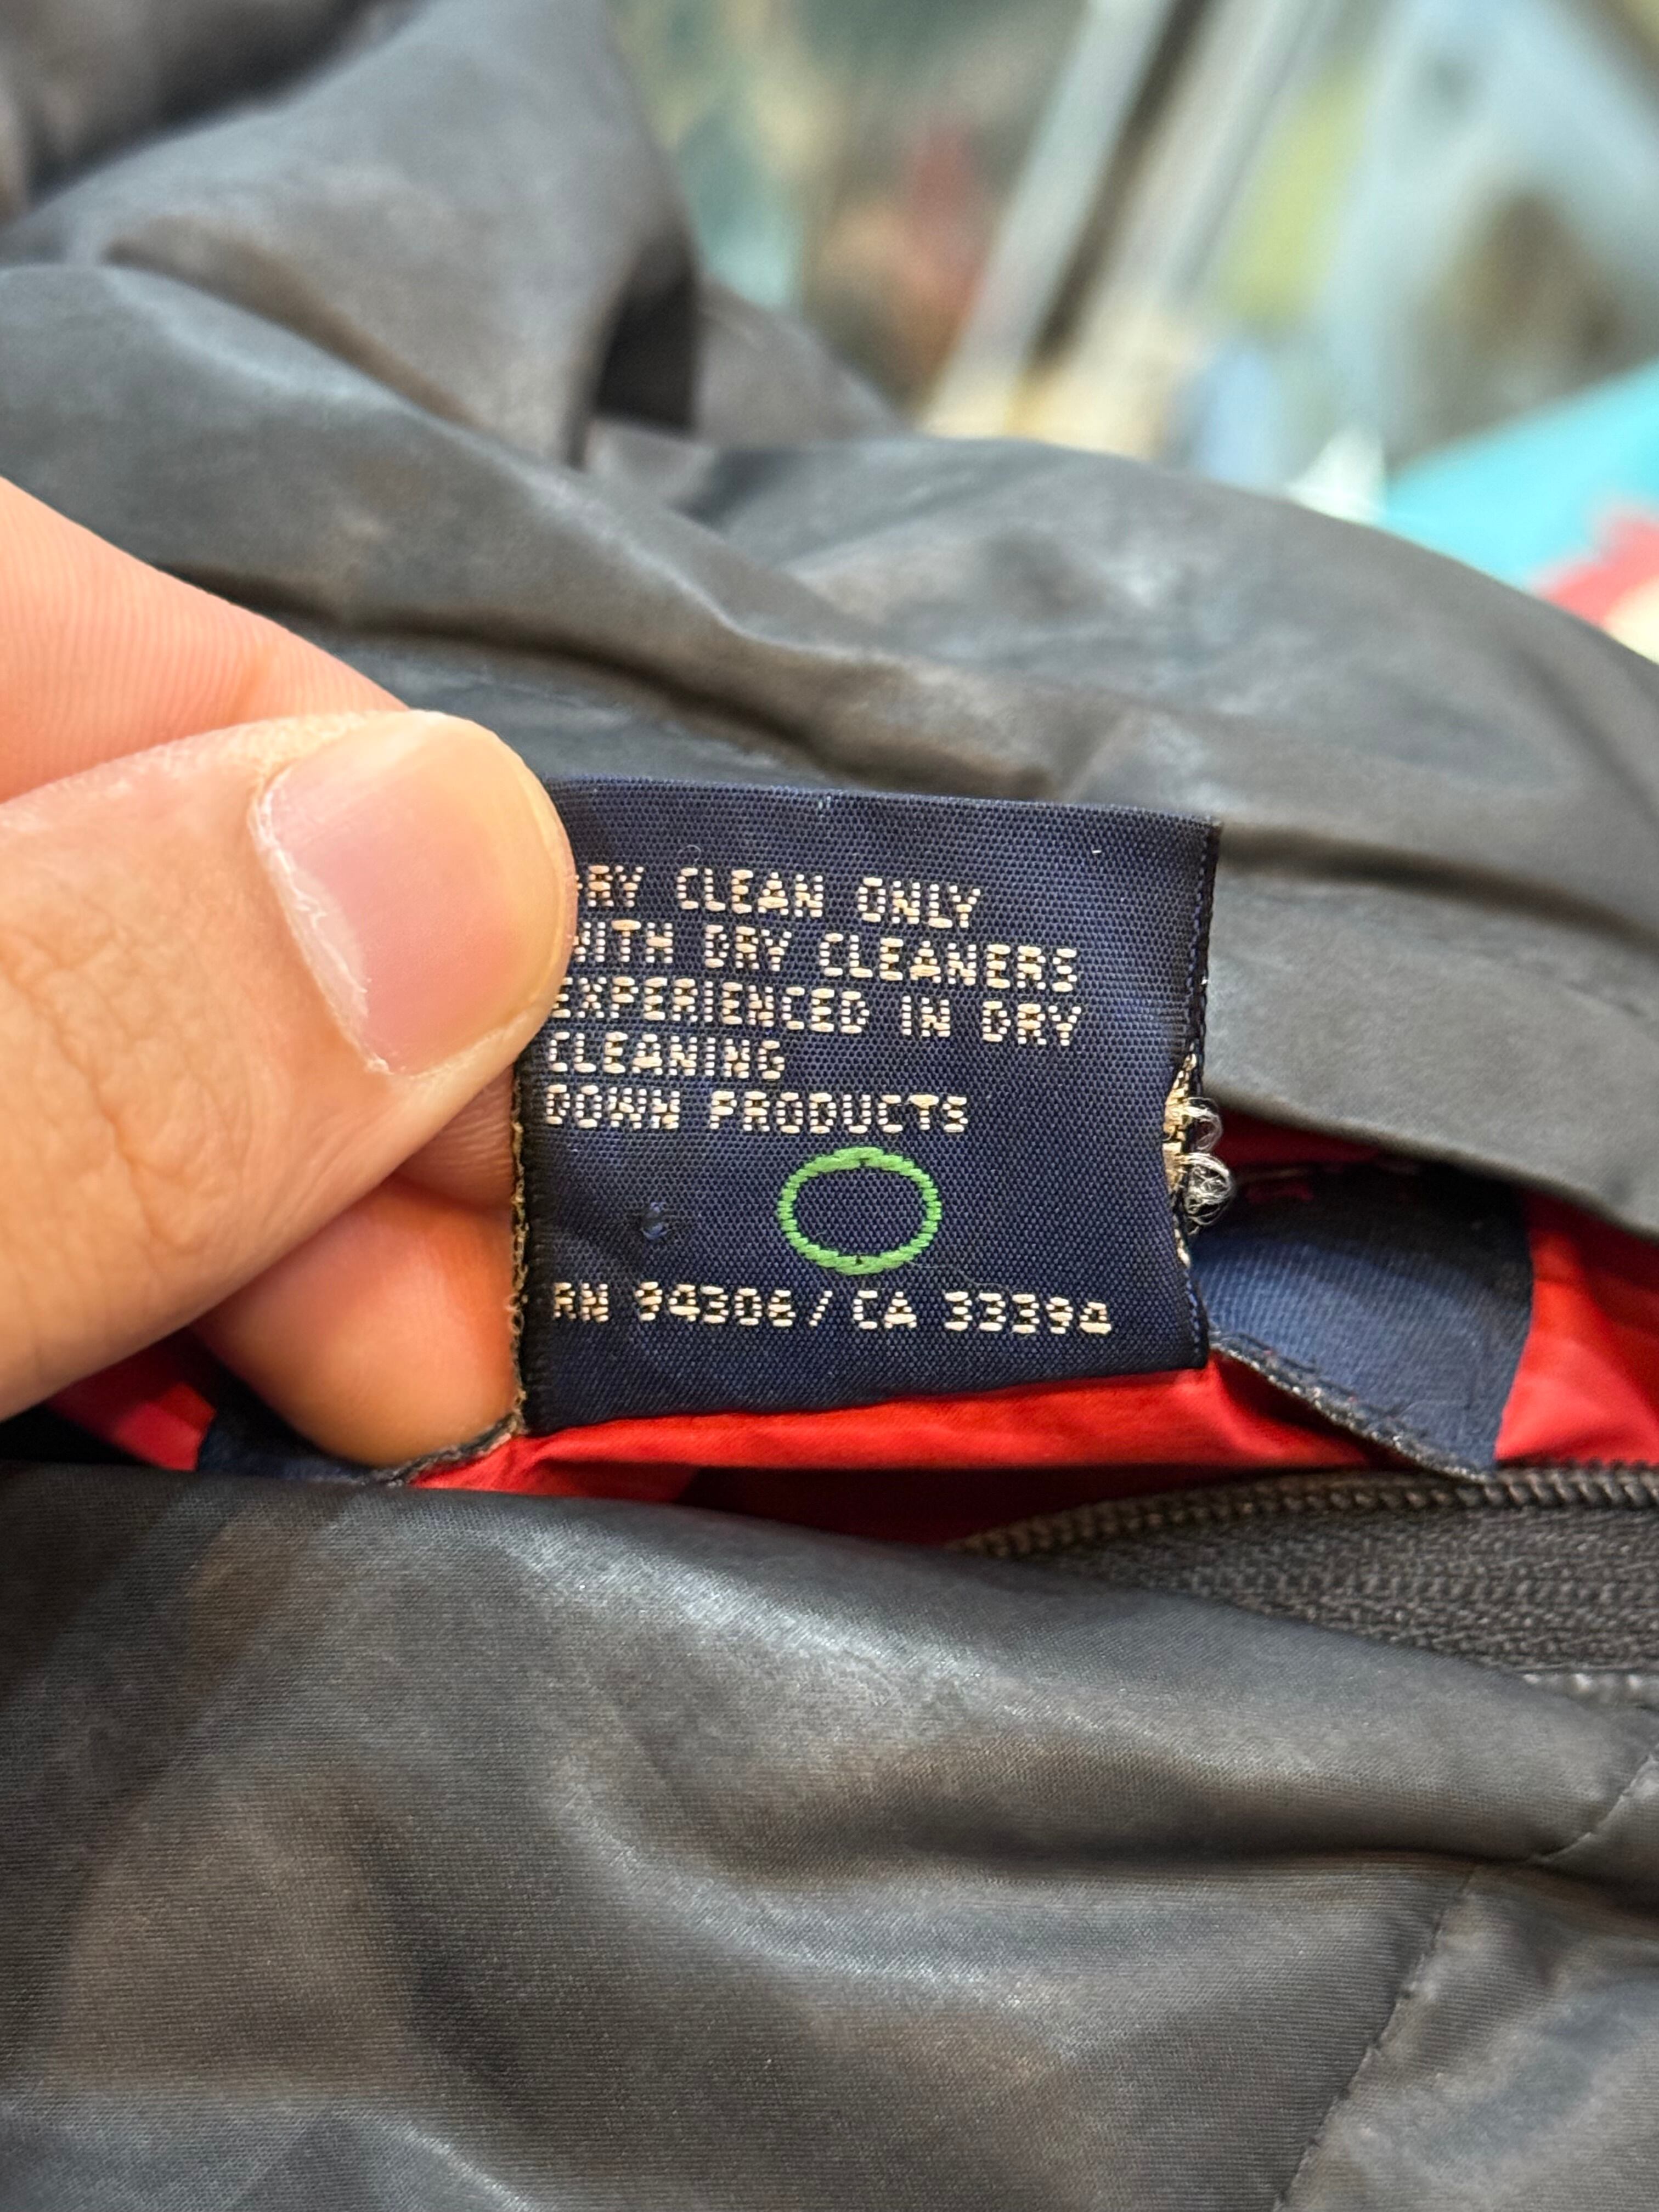 RY CLEAN ONLY
WITH DRY CLEANERS
EXPERIENCED IN DRY
CLEANING
DOWN PRODUCTS
RN 94306 / CA 33394